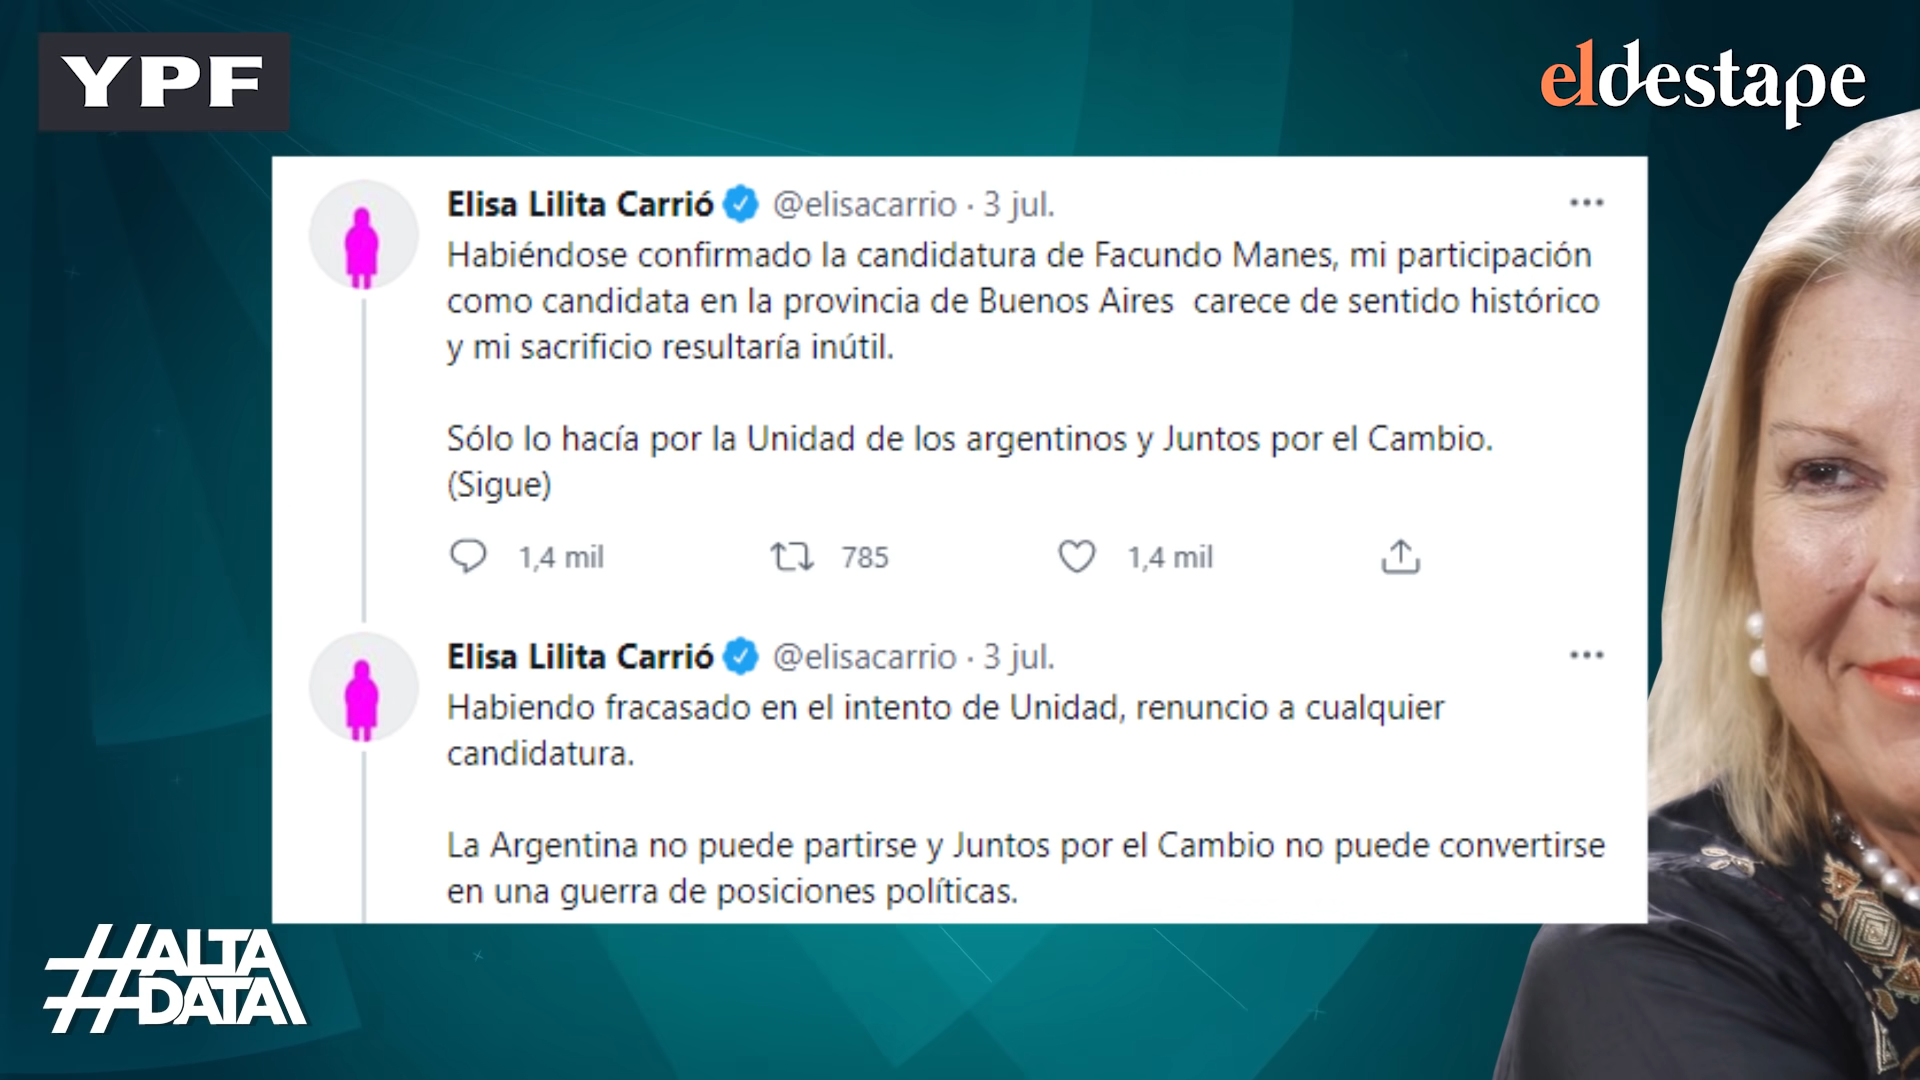 YPF
eldestape
Elisa Lilita Carrió @elisacarrio · 3 jul.
Habiéndose confirmado la candidatura de Facundo Manes, mi participación
como candidata en la provincia de Buenos Aires  carece de sentido histórico
y mi sacrificio resultaría inútil.
Sólo lo hacía por la Unidad de los argentinos y Juntos por el Cambio.
(Sigue)
1,4 mil 785 1,4 mil
Elisa Lilita Carrió @elisacarrio · 3 jul.
Habiendo fracasado en el intento de Unidad, renuncio a cualquier
candidatura.
La Argentina no puede partirse y Juntos por el Cambio no puede convertirse
en una guerra de posiciones políticas.
#ALTA
DATA